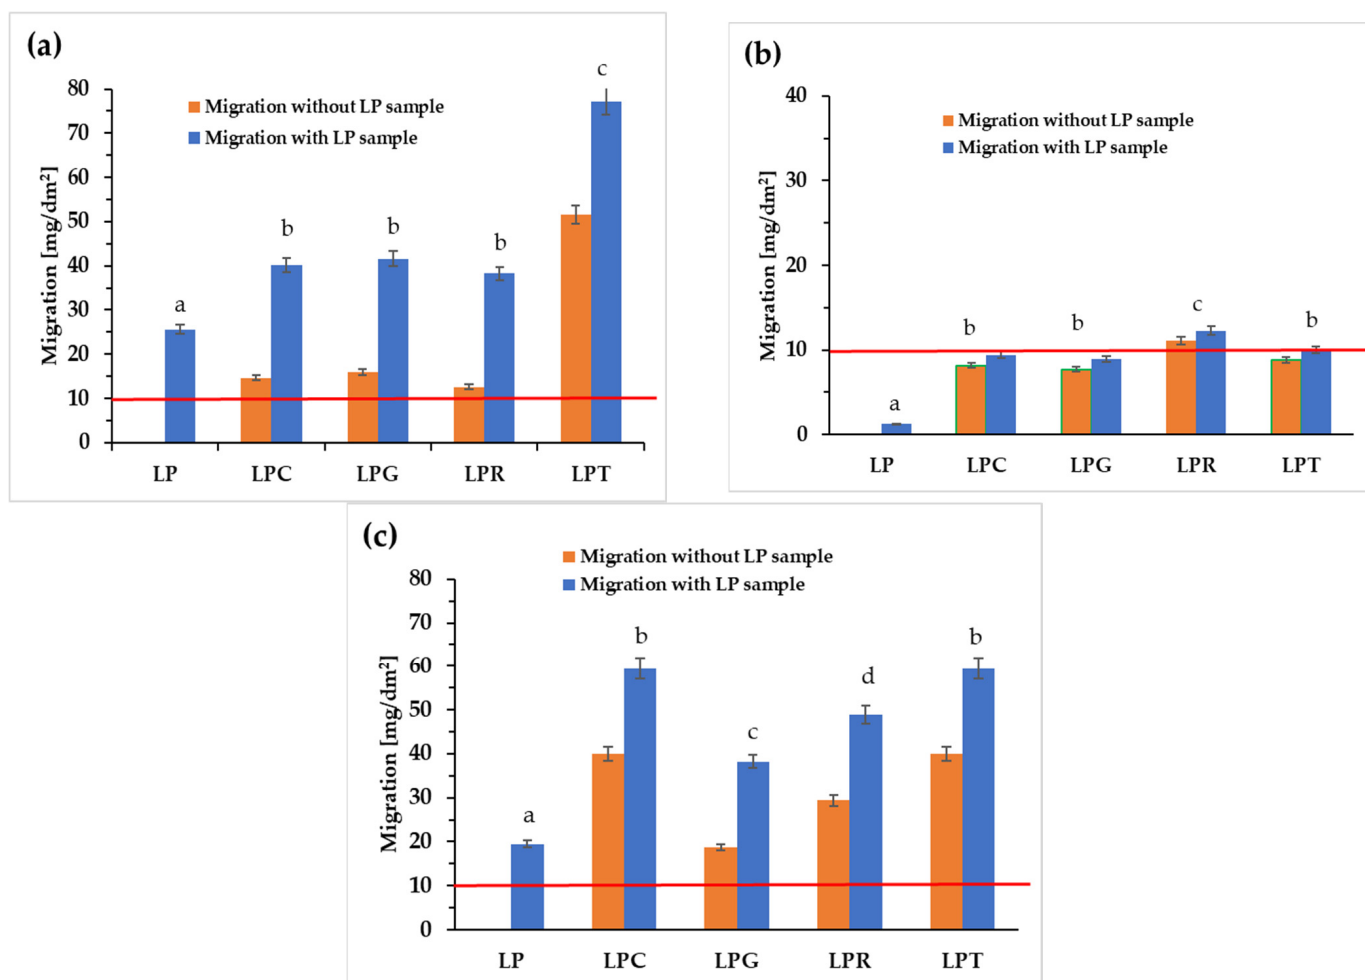 (a)
Migration without LP sample
Migration with LP sample
Migration [mg/dm²]
80
70
60
50
40
30
20
10
0
a
b
b
b
c
LP LPC LPG LPR LPT
(b)
Migration without LP sample
Migration with LP sample
Migration [mg/dm²]
40
30
20
10
0
a
b
b
c
b
LP LPC LPG LPR LPT
(c)
Migration without LP sample
Migration with LP sample
Migration [mg/dm²]
80
70
60
50
40
30
20
10
0
a
b
c
d
b
LP LPC LPG LPR LPT